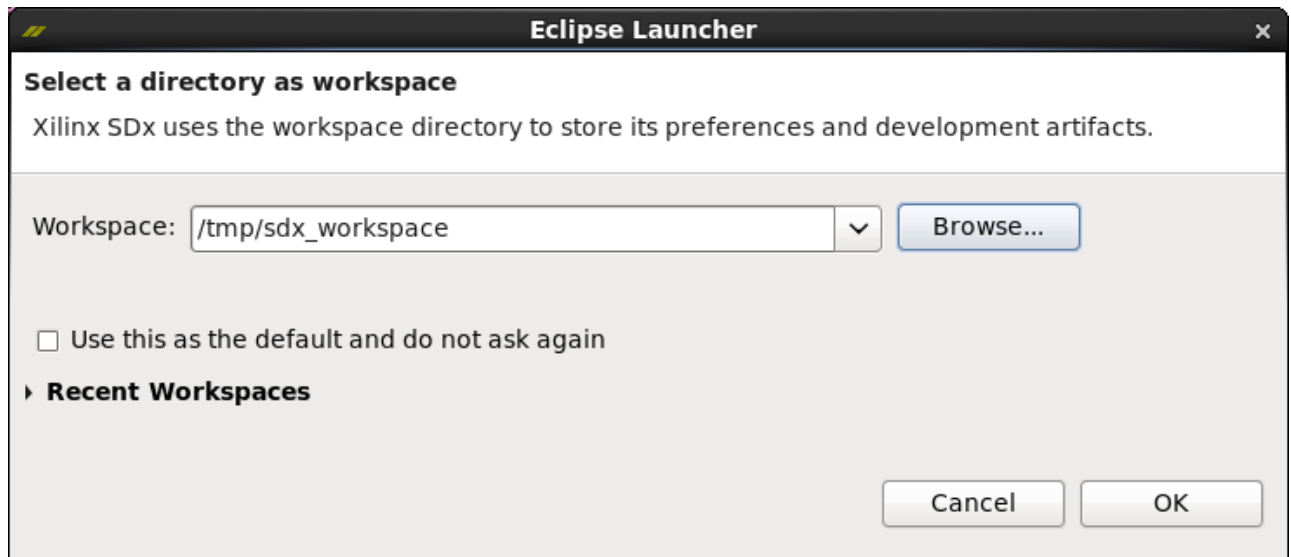 Eclipse Launcher
Select a directory as workspace
Xilinx SDx uses the workspace directory to store its preferences and development artifacts.
Workspace: /tmp/sdx_workspace Browse...
Use this as the default and do not ask again
Recent Workspaces
Cancel OK